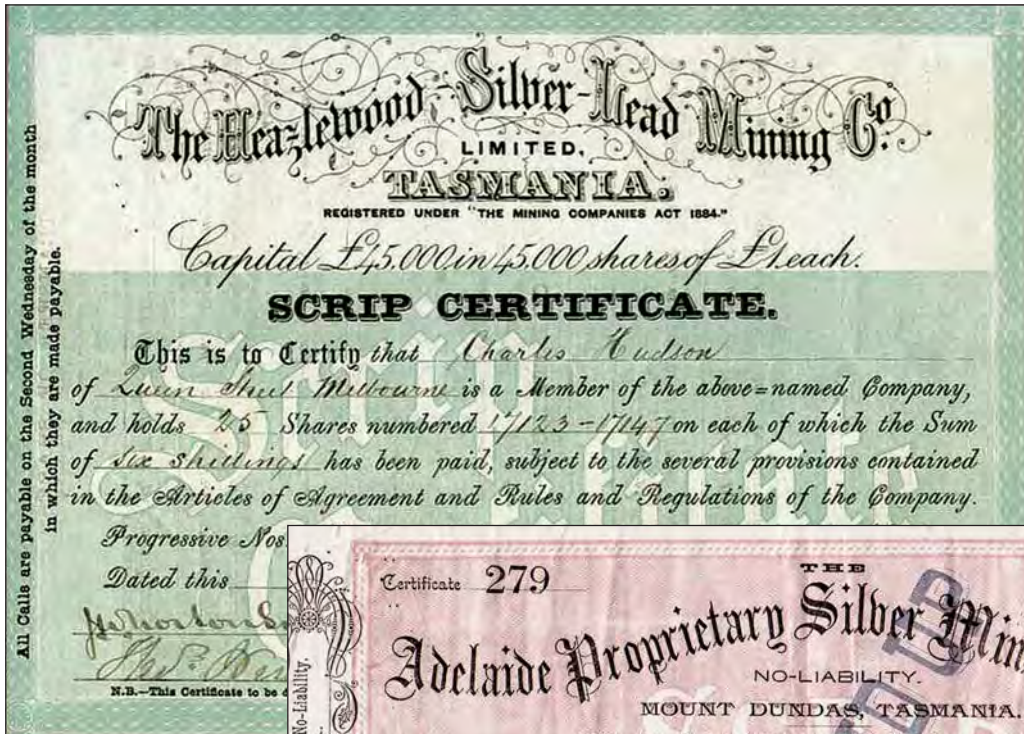 The Heazlewood-Silver-Lead Mining Co.
LIMITED,
TASMANIA.
REGISTERED UNDER "THE MINING COMPANIES ACT 1884."
Capital £45,000 in 45,000 shares of £1 each.
SCRIP CERTIFICATE.
This is to Certify that Charles Hudson
of Queen Street Melbourne is a Member of the above=named Company,
and holds 25 Shares numbered 17123-17147 on each of which the Sum
of six shillings has been paid, subject to the several provisions contained
in the Articles of Agreement and Rules and Regulations of the Company.
Progressive Nos.
Dated this
N.B.—This Certificate to be
All Calls are payable on the Second Wednesday of the month
in which they are made payable.
Scrip
Certificate 279
THE
Adelaide Proprietary Silver Min
NO-LIABILITY.
MOUNT DUNDAS, TASMANIA.
No-Liability.